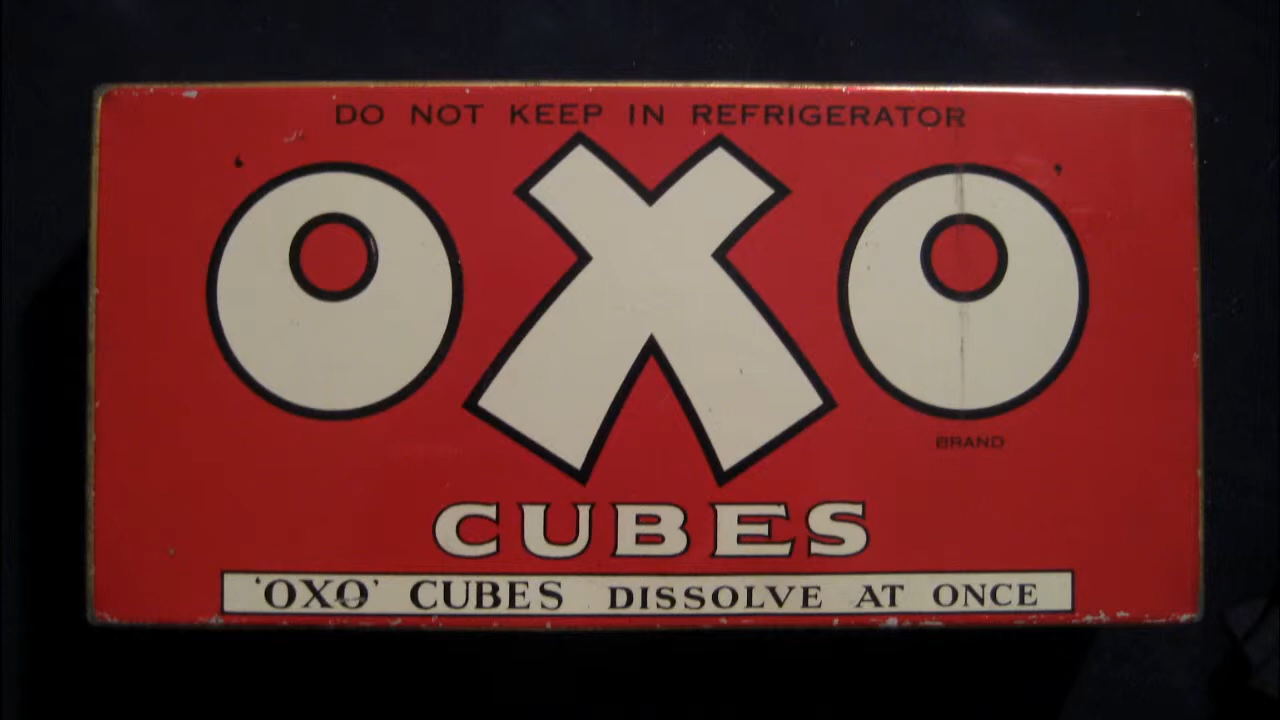 DO NOT KEEP IN REFRIGERATOR
'OXO'
BRAND
CUBES
'OXO' CUBES DISSOLVE AT ONCE